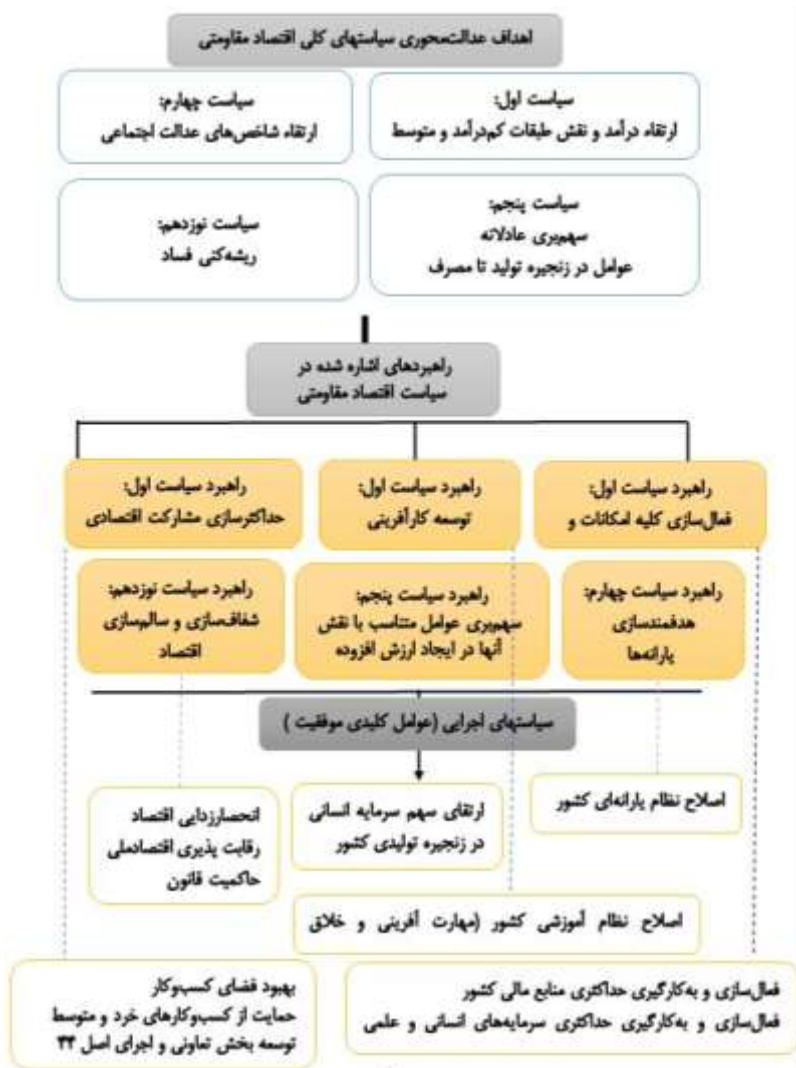 اهداف عدالت‌محوری سیاستهای کلی اقتصاد مقاومتی
سیاست اول:
ارتقاء درآمد و نقش طبقات کم‌درآمد و متوسط
سیاست چهارم:
ارتقاء شاخص‌های عدالت اجتماعی
سیاست پنجم:
سهم‌بری عادلانه
عوامل در زنجیره تولید تا مصرف
سیاست نوزدهم:
ریشه‌کنی فساد
راهبردهای اشاره شده در
سیاست اقتصاد مقاومتی
راهبرد سیاست اول:
فعال‌سازی کلیه امکانات و
راهبرد سیاست اول:
توسعه کارآفرینی
راهبرد سیاست اول:
حداکثرسازی مشارکت اقتصادی
راهبرد سیاست چهارم:
هدفمندسازی
یارانه‌ها
راهبرد سیاست پنجم:
سهم‌بری عوامل متناسب با نقش
آنها در ایجاد ارزش افزوده
راهبرد سیاست نوزدهم:
شفاف‌سازی و سالم‌سازی
اقتصاد
سیاستهای اجرایی (عوامل کلیدی موفقیت )
اصلاح نظام یارانه‌ای کشور
ارتقای سهم سرمایه انسانی
در زنجیره تولیدی کشور
انحصارزدایی اقتصاد
رقابت پذیری اقتصادملی
حاکمیت قانون
اصلاح نظام آموزشی کشور (مهارت آفرینی و خلاق
فعال‌سازی و به‌کارگیری حداکثری منابع مالی کشور
فعال‌سازی و به‌کارگیری حداکثری سرمایه‌های انسانی و علمی
بهبود فضای کسب‌وکار
حمایت از کسب‌وکارهای خرد و متوسط
توسعه بخش تعاونی و اجرای اصل ۴۴